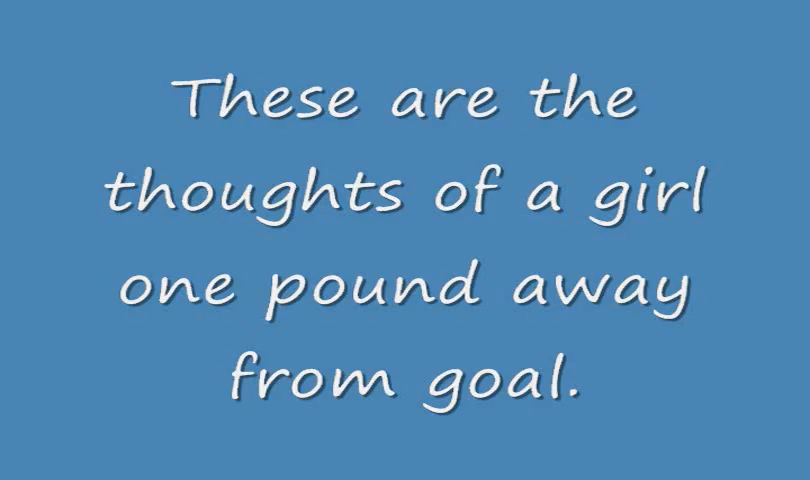 These are the
thoughts of a girl
one pound away
from goal.